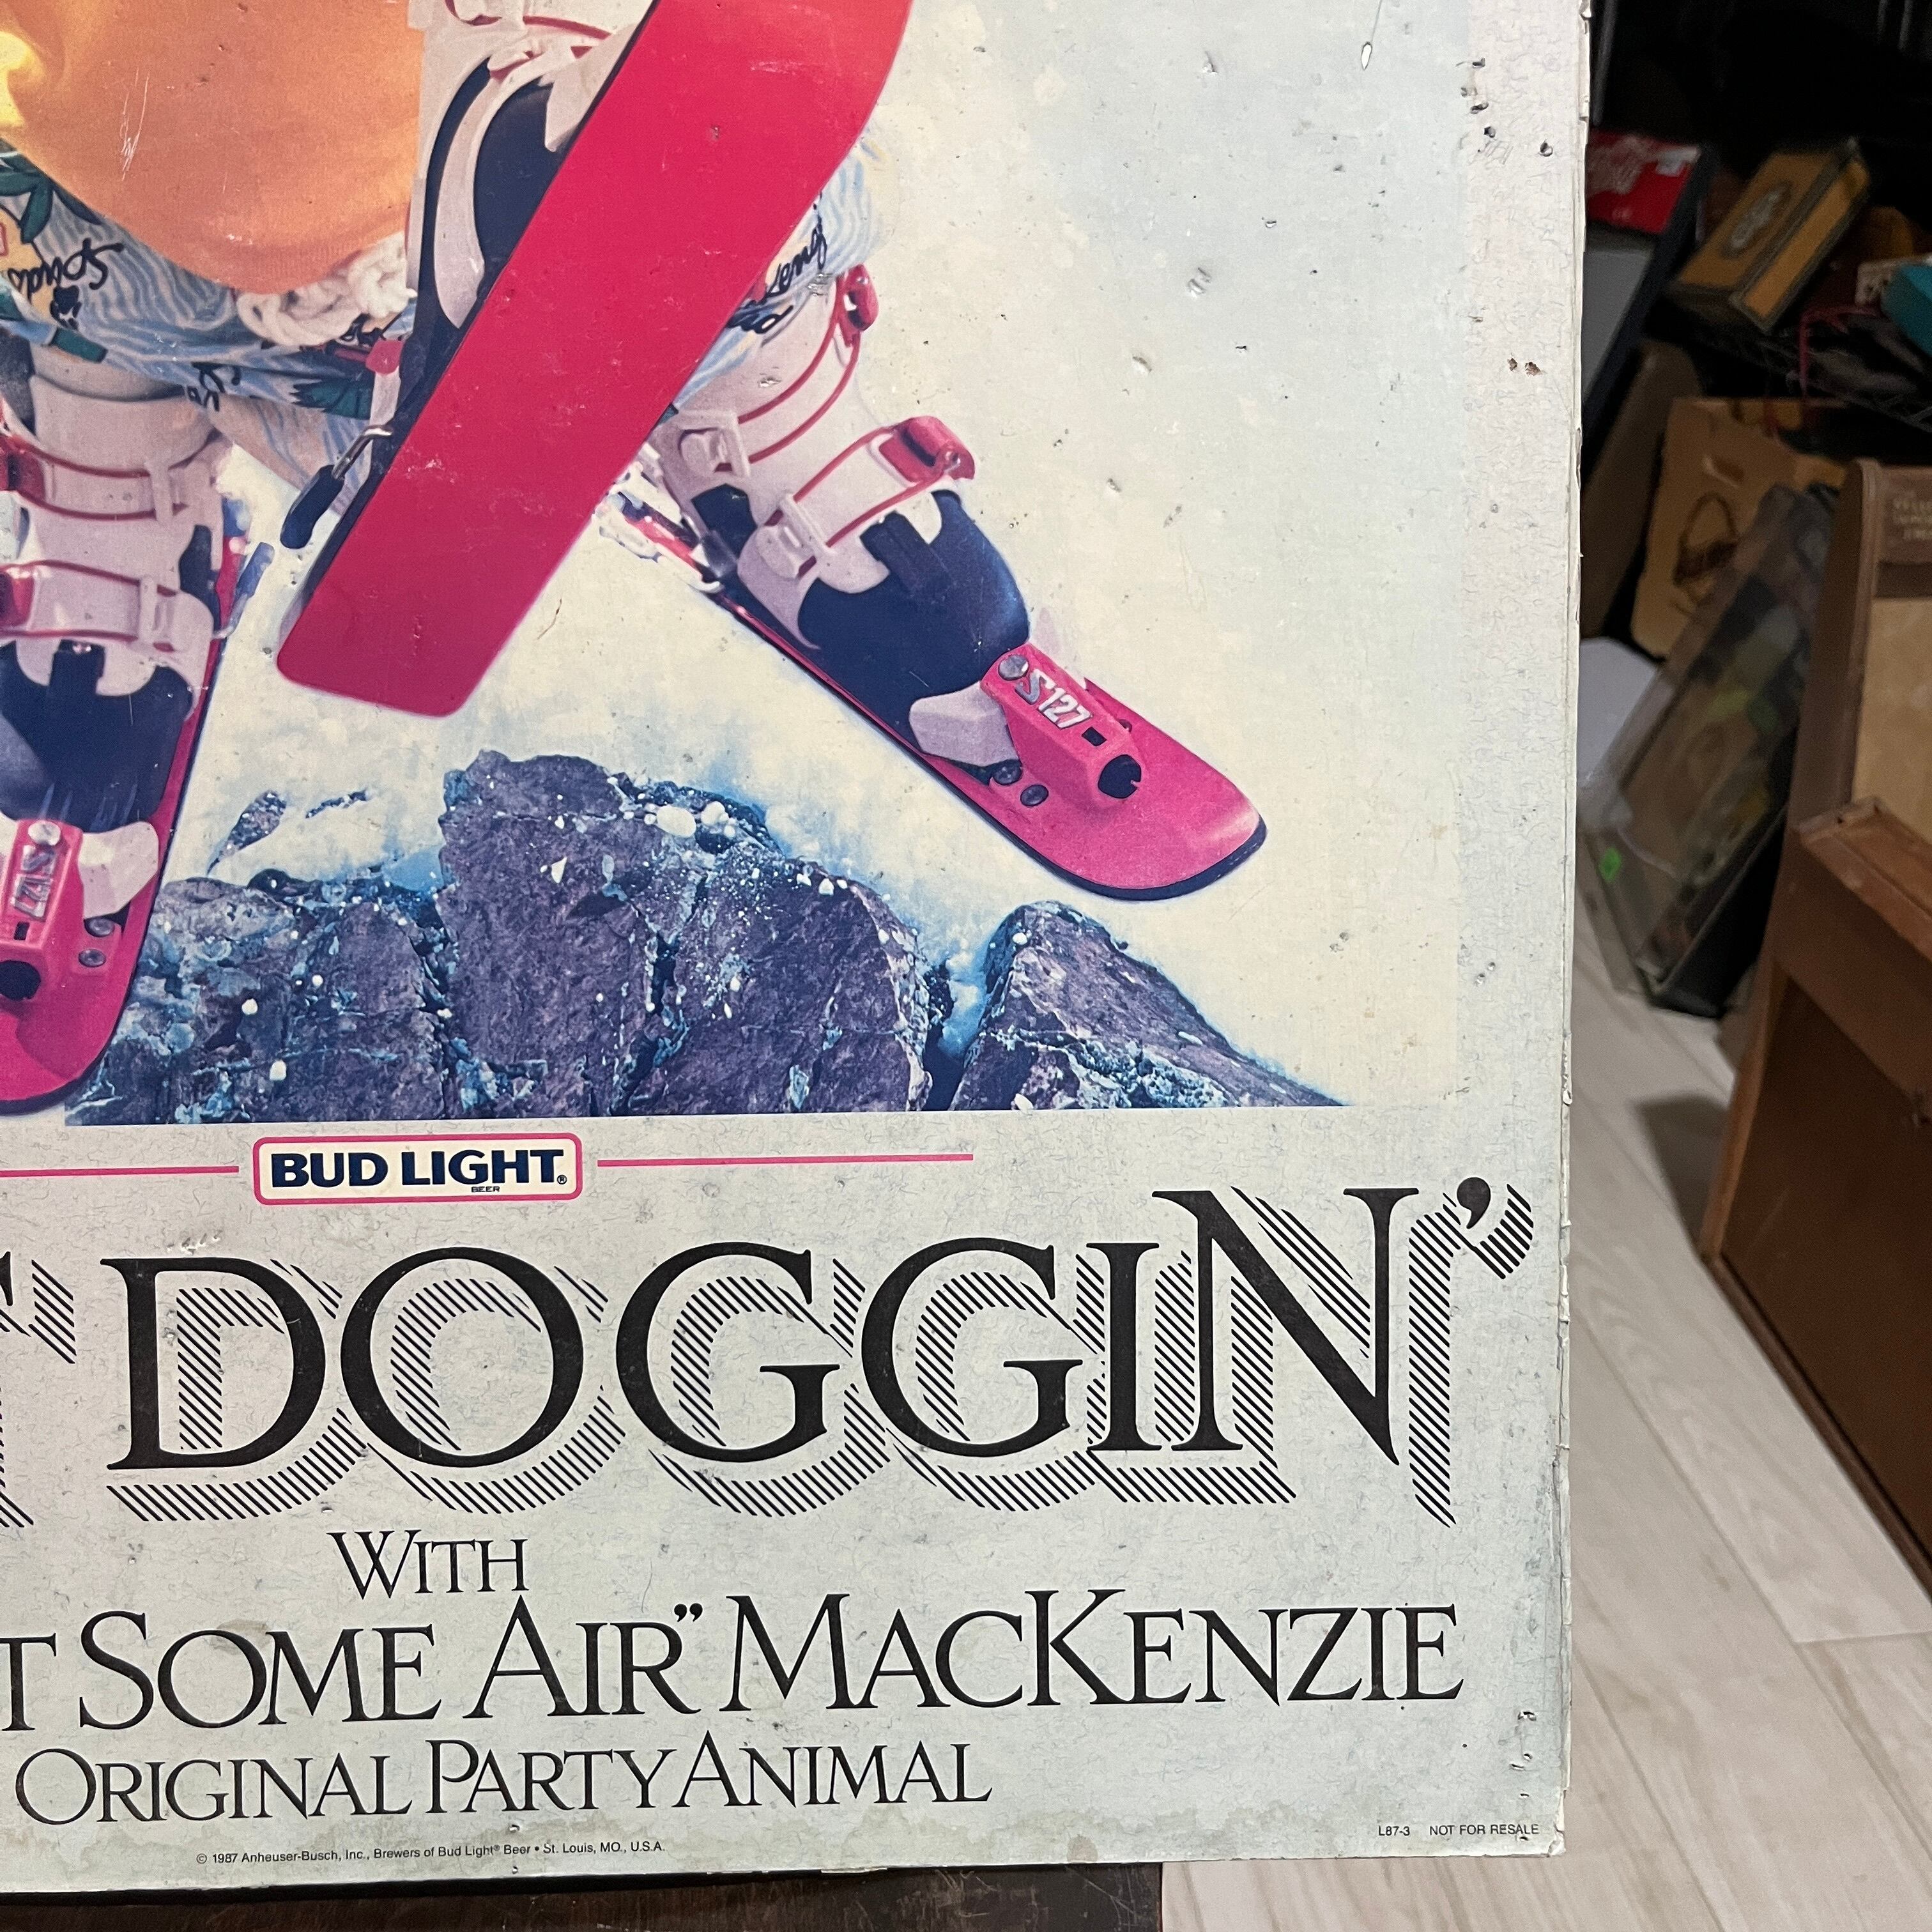 Spuds
S127
BUD LIGHT®
BEER
DOGGIN'
WITH
T SOME AIR" MACKENZIE
ORIGINAL PARTY ANIMAL
L87-3 NOT FOR RESALE
© 1987 Anheuser-Busch, Inc., Brewers of Bud Light® Beer • St. Louis, MO., U.S.A.